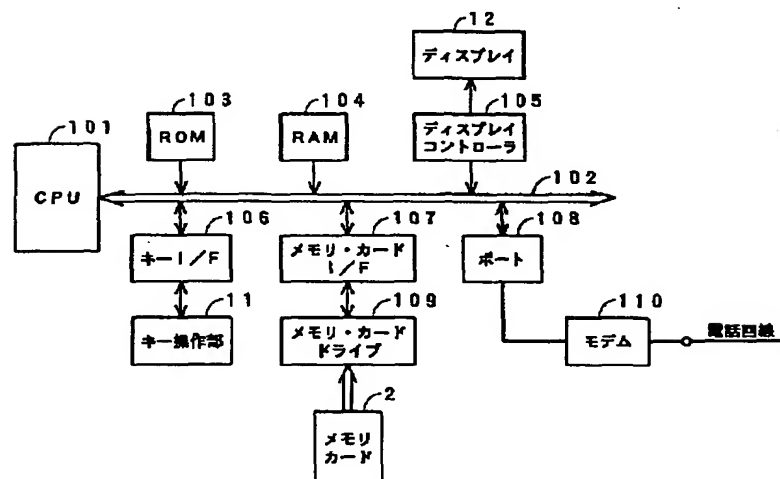 12
ディスプレイ
103
104
105
101
ROM
RAM
ディスプレイ
コントローラ
CPU
102
106
107
108
キーI/F
メモリ・カード
I/F
ポート
11
109
110
キー操作部
メモリ・カード
ドライブ
モデム
電話回線
2
メモリ
カード